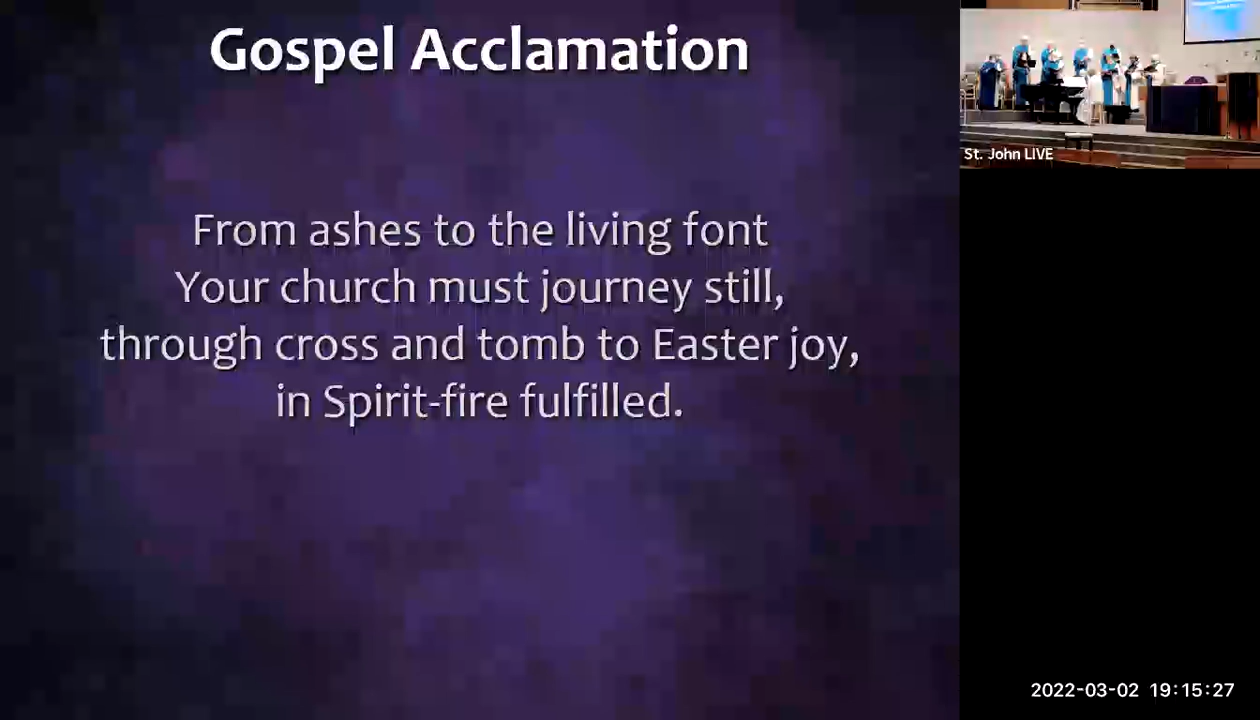 Gospel Acclamation
From ashes to the living font
Your church must journey still,
through cross and tomb to Easter joy,
in Spirit-fire fulfilled.
St. John LIVE
2022-03-02 19:15:27